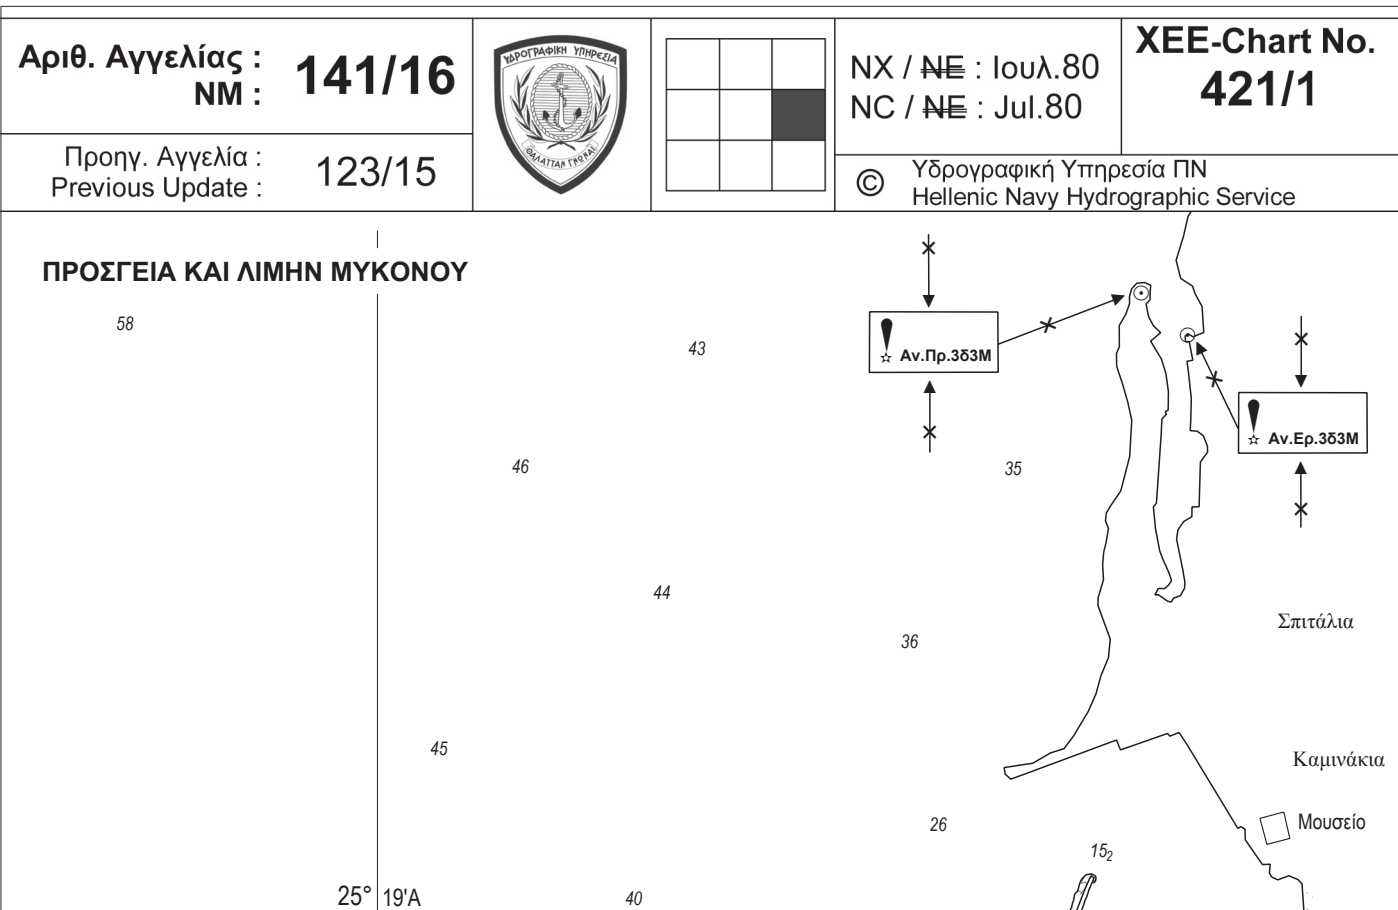 Αριθ. Αγγελίας :
NM :
141/16
Προηγ. Αγγελία :
Previous Update :
123/15
ΥΔΡΟΓΡΑΦΙΚΗ ΥΠΗΡΕΣΙΑ
ΘΑΛΑΤΤΑΝ ΓΝΩΝΑΙ
NX / NE : Ιουλ.80
NC / NE : Jul.80
ΧΕΕ-Chart No.
421/1
© Υδρογραφική Υπηρεσία ΠΝ
Hellenic Navy Hydrographic Service
ΠΡΟΣΓΕΙΑ ΚΑΙ ΛΙΜΗΝ ΜΥΚΟΝΟΥ
58
43
Αν.Πρ.3δ3Μ
Αν.Ερ.3δ3Μ
46
35
44
36
Σπιτάλια
45
Καμινάκια
26
Μουσείο
15₂
25° 19'Α
40